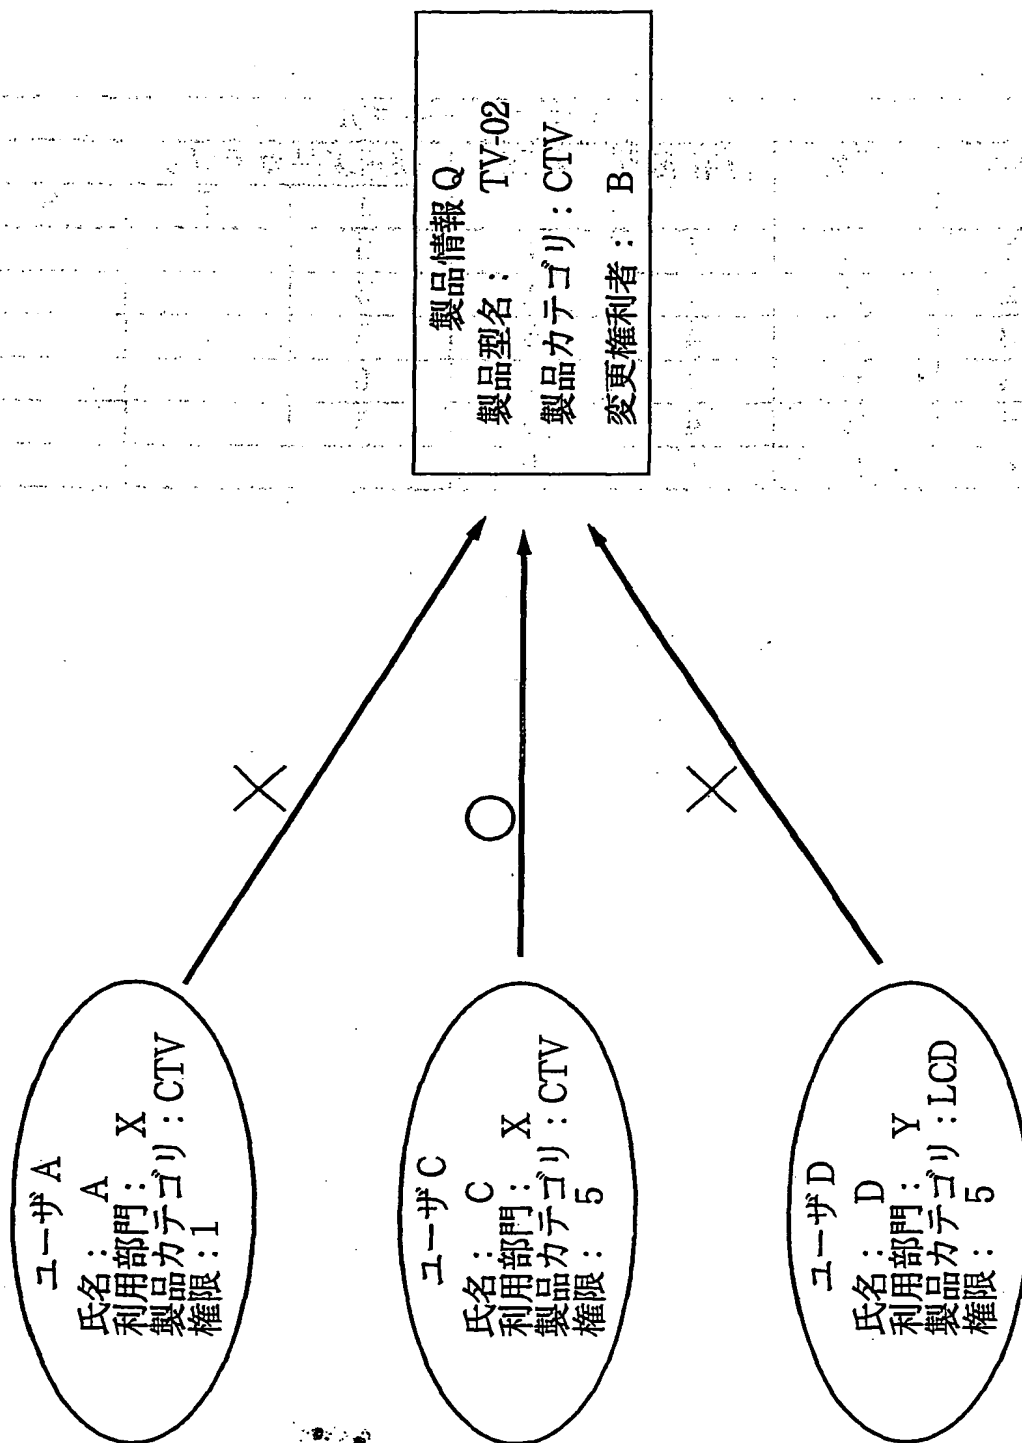 ユーザA
氏名： A
利用部門： X
製品カテゴリ：CTV
権限：1
ユーザC
氏名： C
利用部門： X
製品カテゴリ：CTV
権限： 5
ユーザD
氏名： D
利用部門： Y
製品カテゴリ：LCD
権限： 5
製品情報Q
製品型名： TV-02
製品カテゴリ：CTV
変更権利者： B